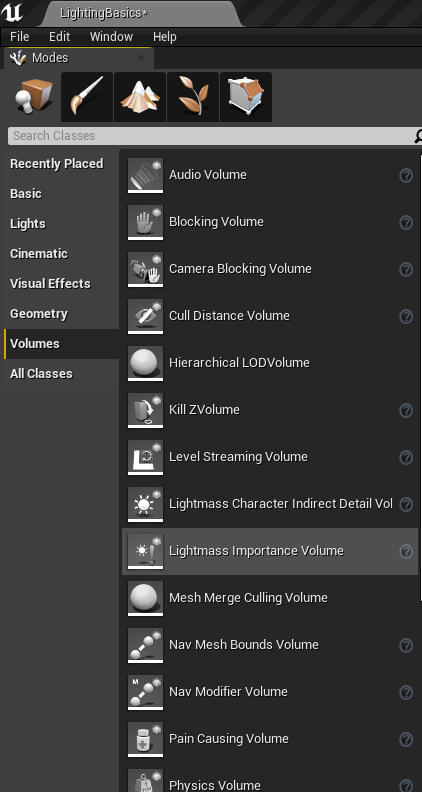 LightingBasics*
File Edit Window Help
Modes
Search Classes
Recently Placed
Basic
Lights
Cinematic
Visual Effects
Geometry
Volumes
All Classes
Audio Volume
Blocking Volume
Camera Blocking Volume
Cull Distance Volume
Hierarchical LODVolume
Kill ZVolume
Level Streaming Volume
Lightmass Character Indirect Detail Vol
Lightmass Importance Volume
Mesh Merge Culling Volume
Nav Mesh Bounds Volume
Nav Modifier Volume
Pain Causing Volume
Physics Volume